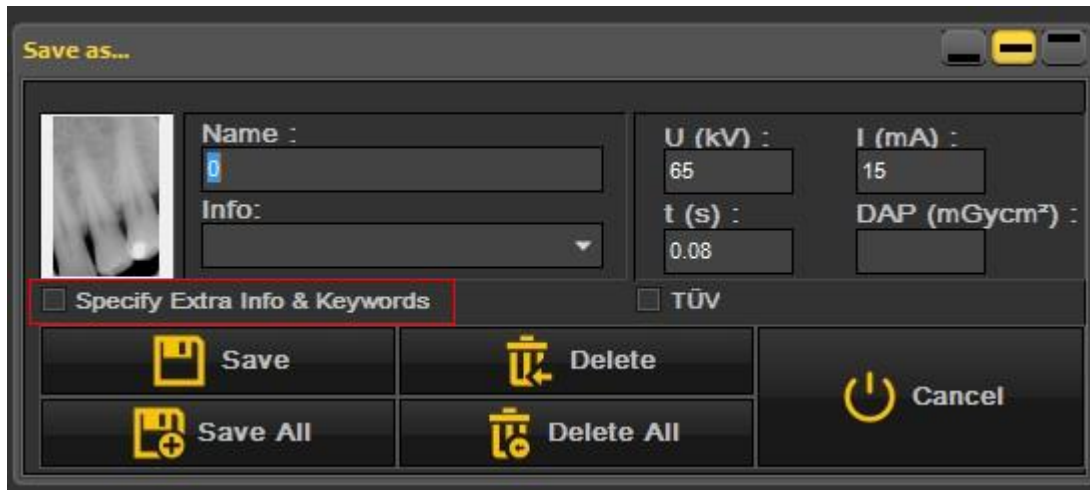 Save as...
Name :
0
Info:
U (kV) :
65
I (mA) :
15
t (s) :
0.08
DAP (mGycm²) :
Specify Extra Info & Keywords
TÜV
Save
Delete
Cancel
Save All
Delete All